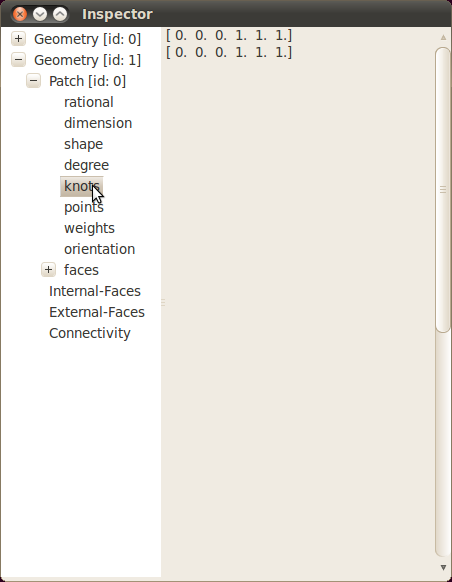 Inspector
Geometry [id: 0]
Geometry [id: 1]
Patch [id: 0]
rational
dimension
shape
degree
knots
points
weights
orientation
faces
Internal-Faces
External-Faces
Connectivity
[ 0.  0.  0.  1.  1.  1.]
[ 0.  0.  0.  1.  1.  1.]